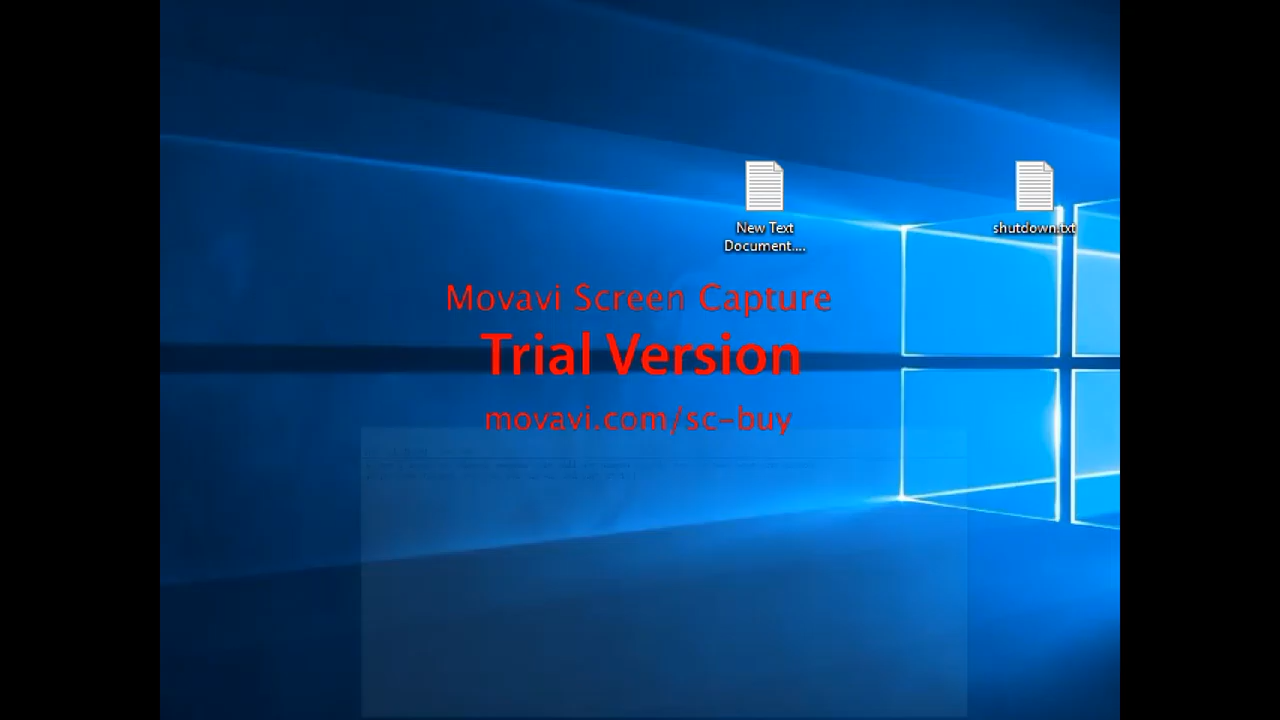 New Text
Document....
shutdown.txt
Movavi Screen Capture
Trial Version
movavi.com/sc-buy